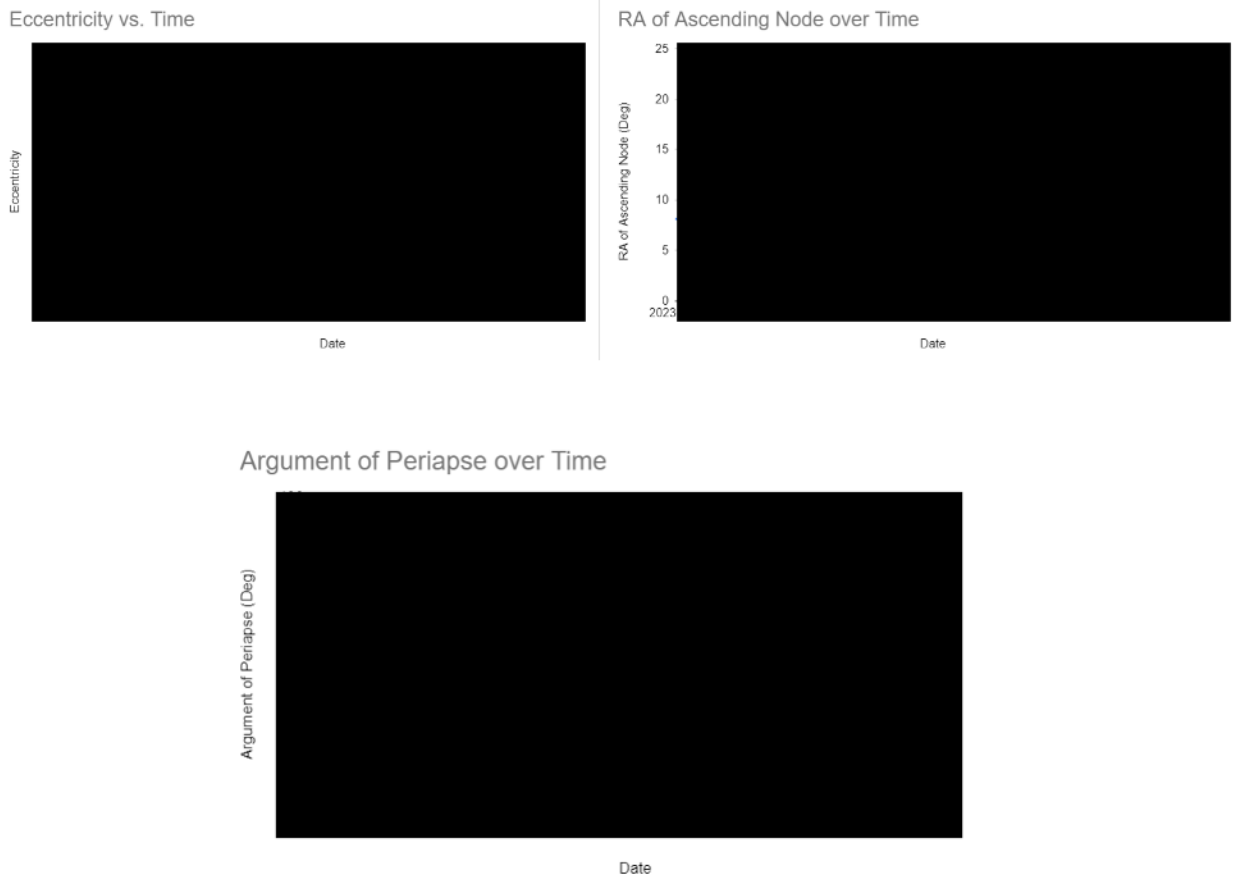 Eccentricity vs. Time
Eccentricity
Date
RA of Ascending Node over Time
RA of Ascending Node (Deg)
25
20
15
10
5
0
2023
Date
Argument of Periapse over Time
Argument of Periapse (Deg)
Date